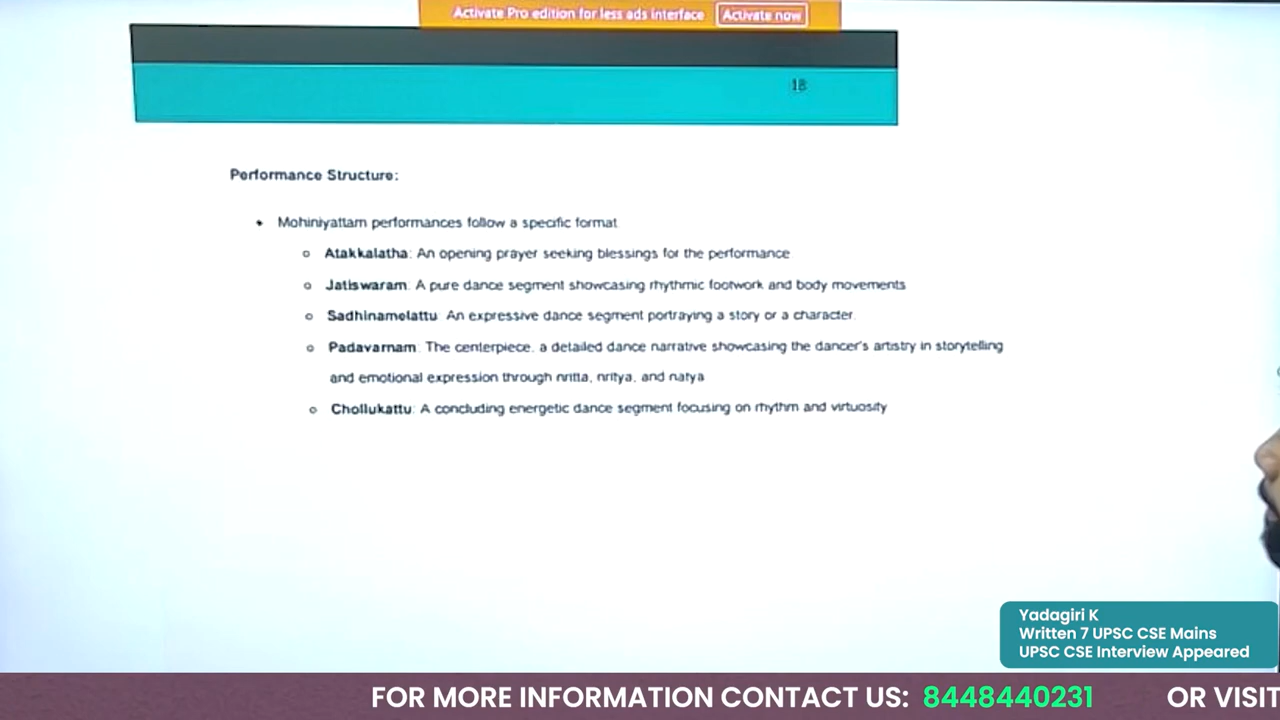 Activate Pro edition for less ads interface Activate now
18
Performance Structure:
• Mohiniyattam performances follow a specific format
o Atakkalatha: An opening prayer seeking blessings for the performance
o Jatiswaram: A pure dance segment showcasing rhythmic footwork and body movements
o Sadhinamelattu: An expressive dance segment portraying a story or a character.
o Padavarnam: The centerpiece, a detailed dance narrative showcasing the dancer's artistry in storytelling
and emotional expression through nritta, nritya, and natya
o Chollukattu: A concluding energetic dance segment focusing on rhythm and virtuosity
Yadagiri K
Written 7 UPSC CSE Mains
UPSC CSE Interview Appeared
FOR MORE INFORMATION CONTACT US: 8448440231 OR VISIT